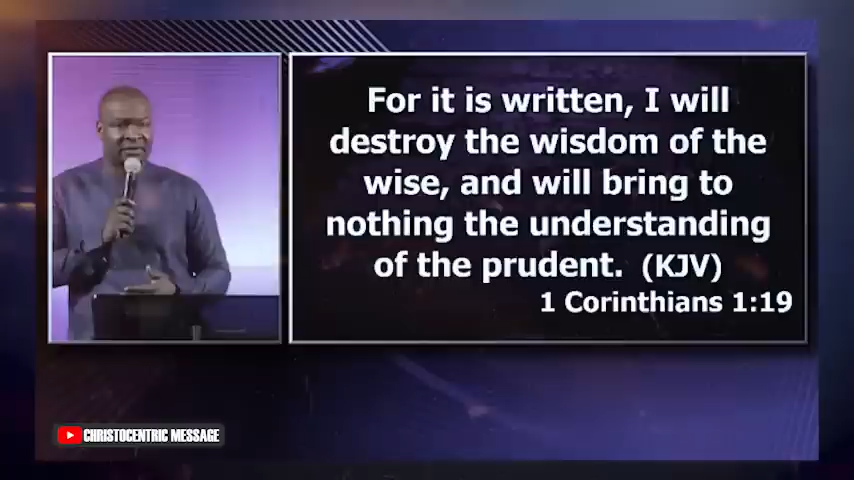 For it is written, I will
destroy the wisdom of the
wise, and will bring to
nothing the understanding
of the prudent. (KJV)
1 Corinthians 1:19
CHRISTOCENTRIC MESSAGE